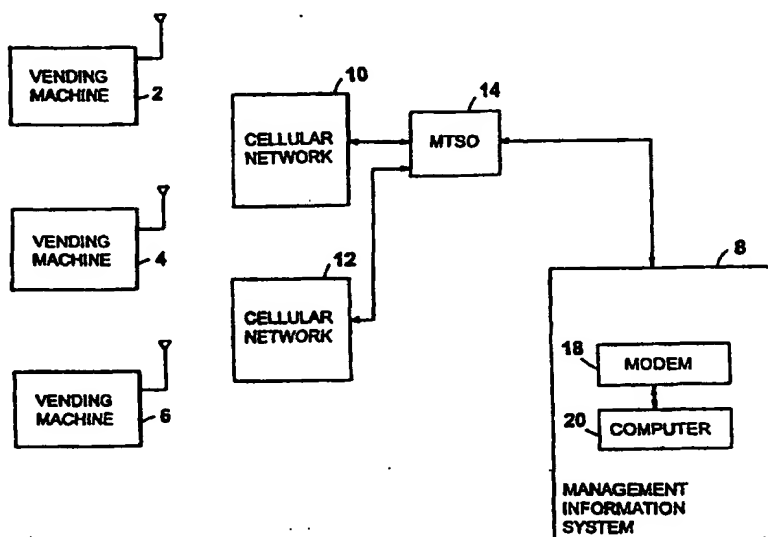 VENDING
MACHINE
2
VENDING
MACHINE
4
VENDING
MACHINE
6
10
CELLULAR
NETWORK
12
CELLULAR
NETWORK
14
MTSO
8
18
MODEM
20
COMPUTER
MANAGEMENT
INFORMATION
SYSTEM